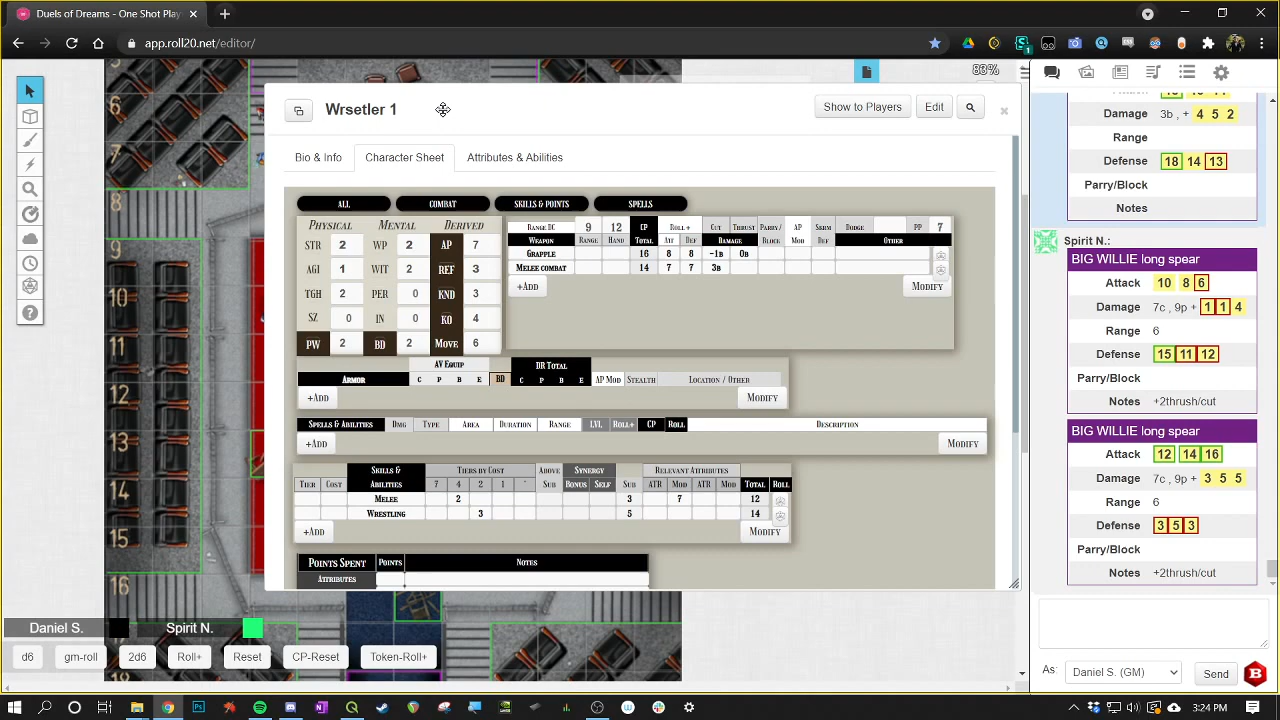 Duels of Dreams - One Shot Play
app.roll20.net/editor/
83%
6
7
8
9
10
11
12
13
14
15
16
Wrsetler 1
Show to Players
Edit
Bio & Info
Character Sheet
Attributes & Abilities
ALL
COMBAT
SKILLS & POINTS
SPELLS
PHYSICAL MENTAL DERIVED
STR 2 WP 2 AP 7
AGI 1 WIT 2 REF 3
TGH 2 PER 0 KND 3
SZ 0 IN 0 KO 4
PW 2 BD 2 MOVE 6
RANGE DC 9 12 CP ROLL+ CUT THRUST PARRY/ AP SKRM DODGE PP 7
WEAPON RANGE HAND TOTAL ATT DEF DAMAGE BLOCK MOD DEF OTHER
GRAPPLE 16 8 8 -1B 0B
MELEE COMBAT 14 7 7 3B
+ADD
MODIFY
AV EQUIP DR TOTAL
ARMOR C P B E BD C P B E AP MOD STEALTH LOCATION / OTHER
+ADD
MODIFY
SPELLS & ABILITIES DMG TYPE AREA DURATION RANGE LVL ROLL+ CP ROLL DESCRIPTION
+ADD
MODIFY
SKILLS & TIERS BY COST ABOVE SYNERGY RELEVANT ATTRIBUTES
TIER COST ABILITIES 7 4 2 1 SUB BONUS SELF SUB ATR MOD ATR MOD TOTAL ROLL
MELEE 2 3 7 12
WRESTLING 3 5 14
+ADD
MODIFY
POINTS SPENT POINTS NOTES
ATTRIBUTES
Daniel S.
Spirit N.
d6
gm-roll
2d6
Roll+
Reset
CP-Reset
Token-Roll+
Damage 3b , + 4 5 2
Range
Defense 18 14 13
Parry/Block
Notes
Spirit N.:
BIG WILLIE long spear
Attack 10 8 6
Damage 7c , 9p + 1 1 4
Range 6
Defense 15 11 12
Parry/Block
Notes +2thrush/cut
BIG WILLIE long spear
Attack 12 14 16
Damage 7c , 9p + 3 5 5
Range 6
Defense 3 5 3
Parry/Block
Notes +2thrush/cut
As:
Daniel S. (GM)
Send
3:24 PM